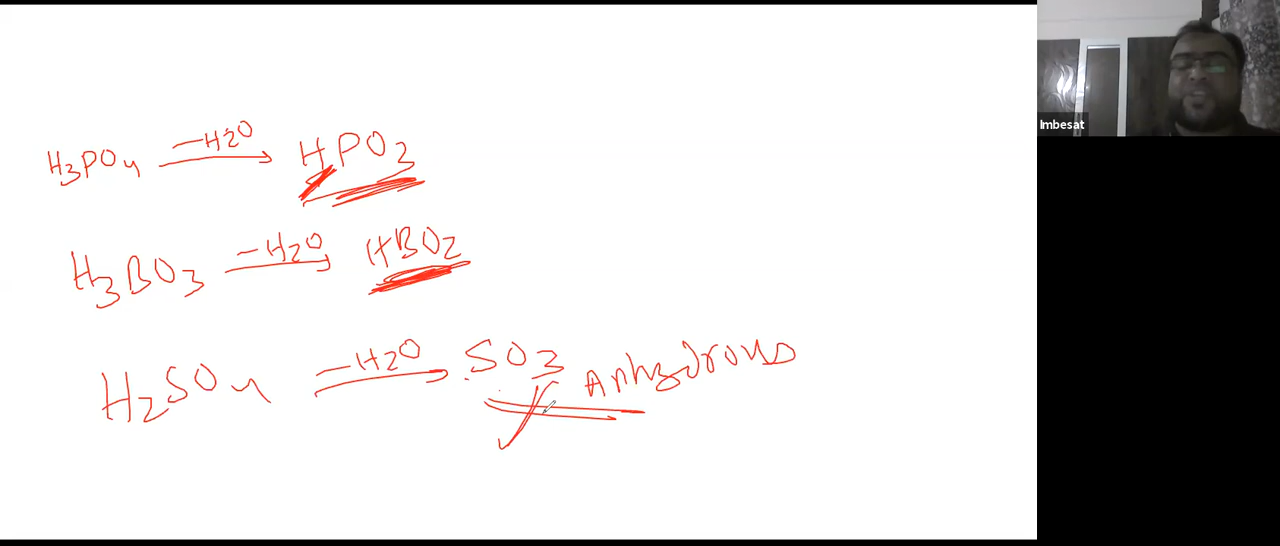 Imbesat
H3PO4 —H2O→ HPO3
H3BO3 —H2O→ HBO2
H2SO4 —H2O→ SO3 Anhydrous